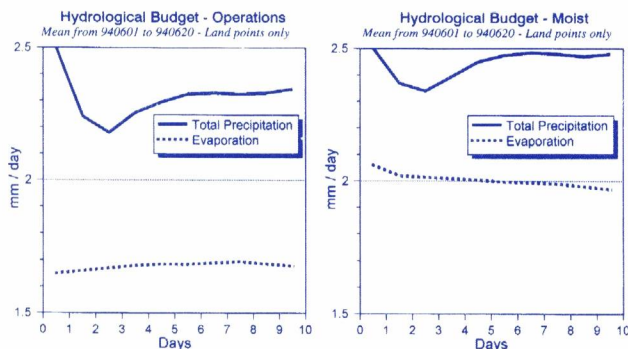 Hydrological Budget - Operations
Mean from 940601 to 940620 - Land points only
2.5
2
1.5
mm / day
Total Precipitation
Evaporation
0 1 2 3 4 5 6 7 8 9 10
Days
Hydrological Budget - Moist
Mean from 940601 to 940620 - Land points only
2.5
2
1.5
mm / day
Total Precipitation
Evaporation
0 1 2 3 4 5 6 7 8 9 10
Days